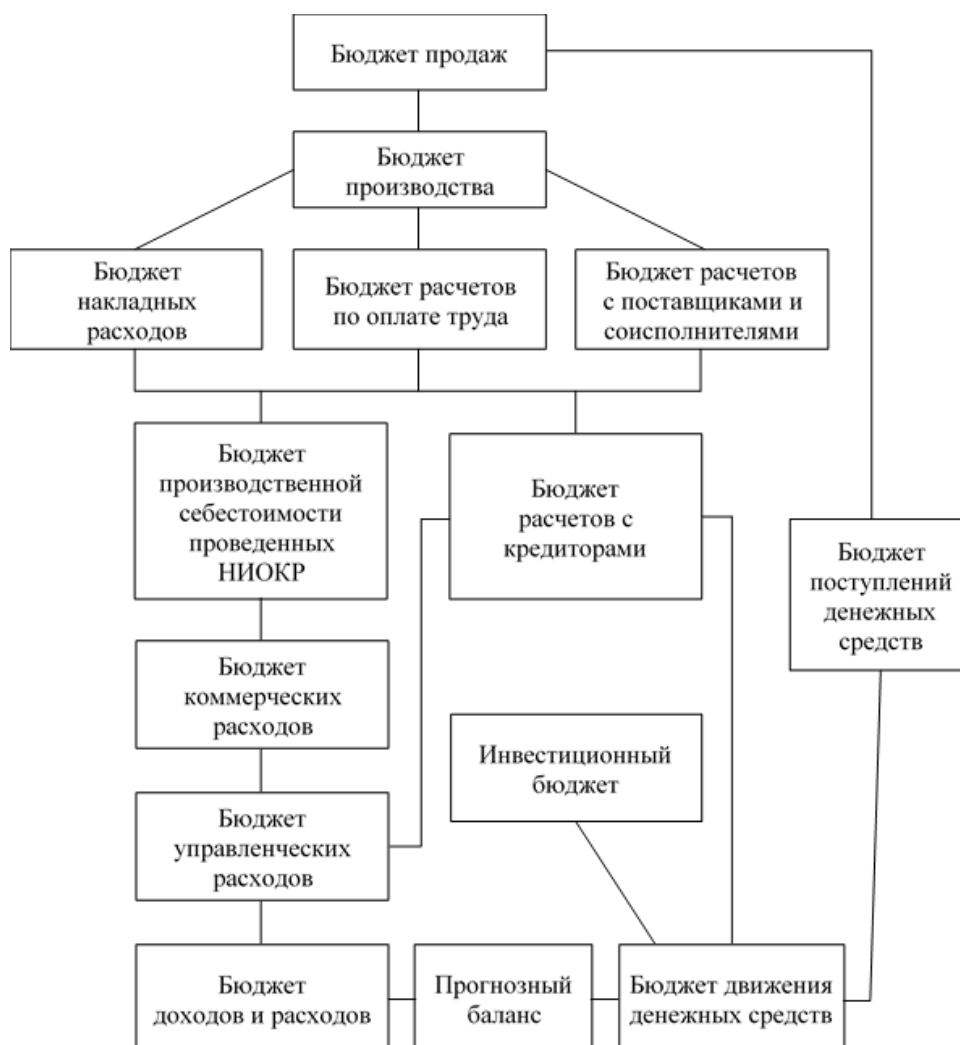 Бюджет продаж
Бюджет
производства
Бюджет
накладных
расходов
Бюджет расчетов
по оплате труда
Бюджет расчетов
с поставщиками и
соисполнителями
Бюджет
производственной
себестоимости
проведенных
НИОКР
Бюджет
расчетов с
кредиторами
Бюджет
поступлений
денежных
средств
Бюджет
коммерческих
расходов
Инвестиционный
бюджет
Бюджет
управленческих
расходов
Бюджет
доходов и расходов
Прогнозный
баланс
Бюджет движения
денежных средств